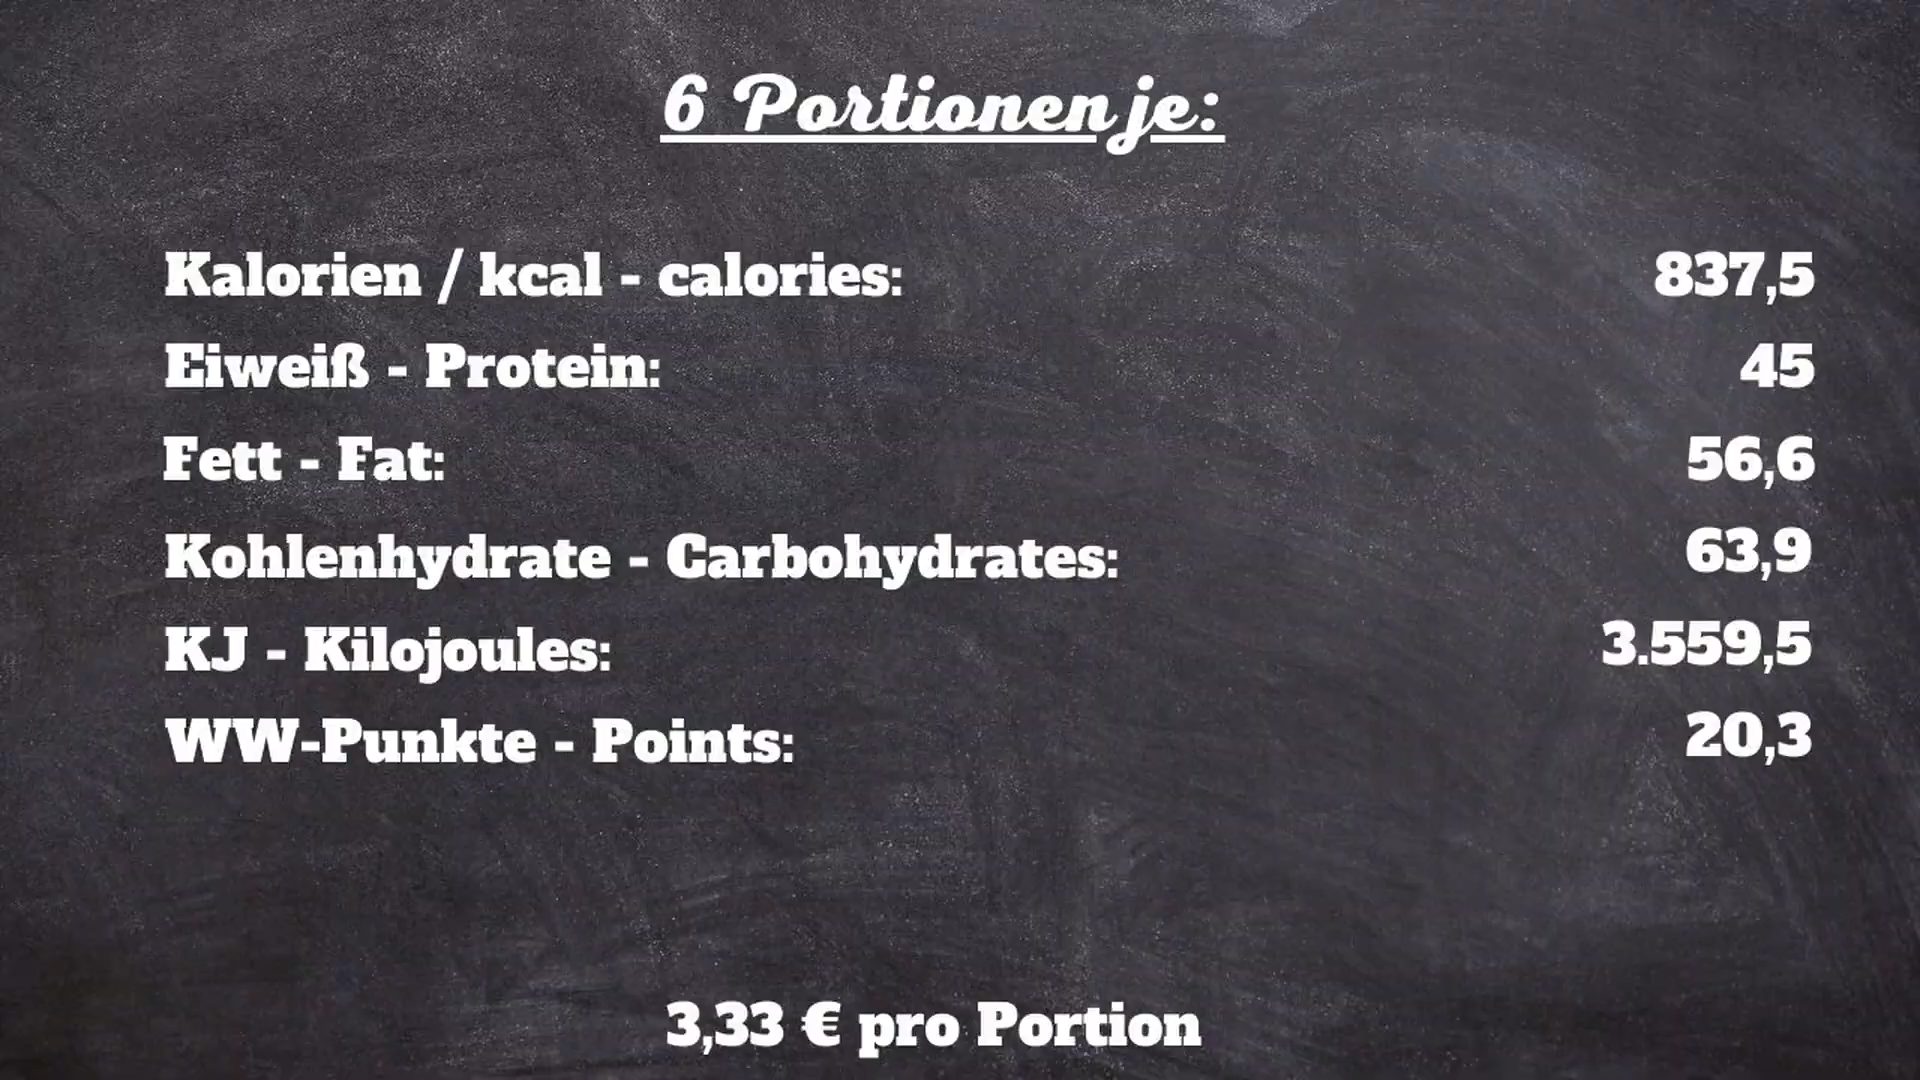 6 Portionen je:
Kalorien / kcal - calories: 837,5
Eiweiß - Protein: 45
Fett - Fat: 56,6
Kohlenhydrate - Carbohydrates: 63,9
KJ - Kilojoules: 3.559,5
WW-Punkte - Points: 20,3
3,33 € pro Portion